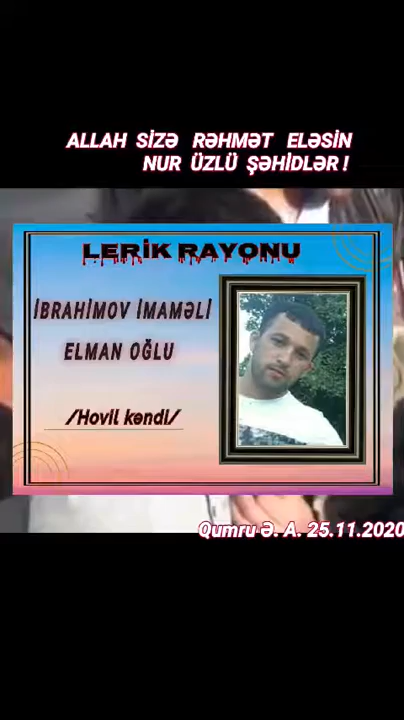 ALLAH SİZƏ RƏHMƏT ELƏSİN
NUR ÜZLÜ ŞƏHİDLƏR !
LERİK RAYONU
İBRAHİMOV İMAMƏLİ
ELMAN OĞLU
/Hovil kəndi/
Qumru Ə. A. 25.11.2020